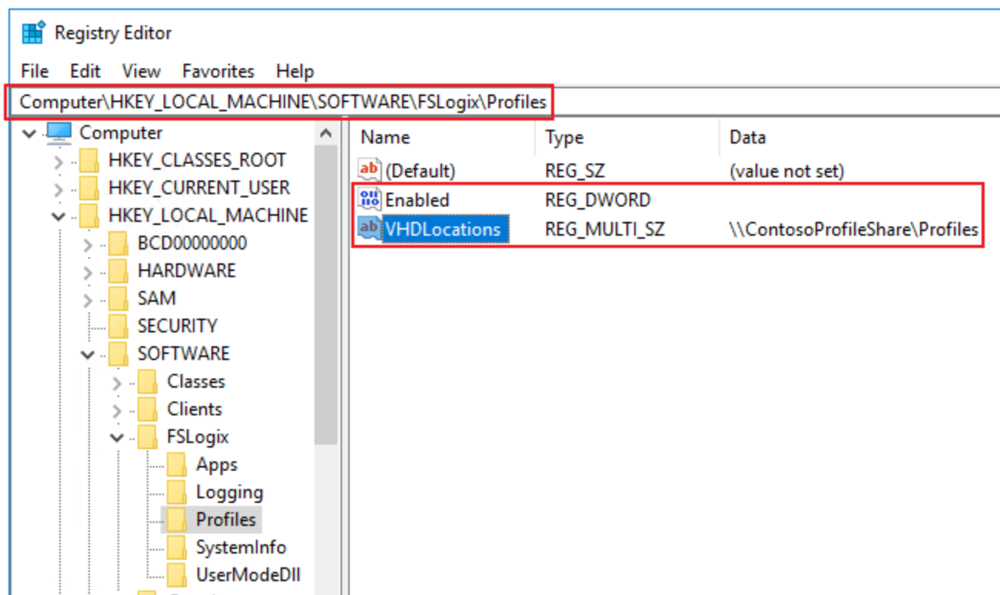 Registry Editor
File Edit View Favorites Help
Computer\HKEY_LOCAL_MACHINE\SOFTWARE\FSLogix\Profiles
Computer
HKEY_CLASSES_ROOT
HKEY_CURRENT_USER
HKEY_LOCAL_MACHINE
BCD00000000
HARDWARE
SAM
SECURITY
SOFTWARE
Classes
Clients
FSLogix
Apps
Logging
Profiles
SystemInfo
UserModeDll
Name Type Data
ab (Default) REG_SZ (value not set)
Enabled REG_DWORD
ab VHDLocations REG_MULTI_SZ \\ContosoProfileShare\Profiles